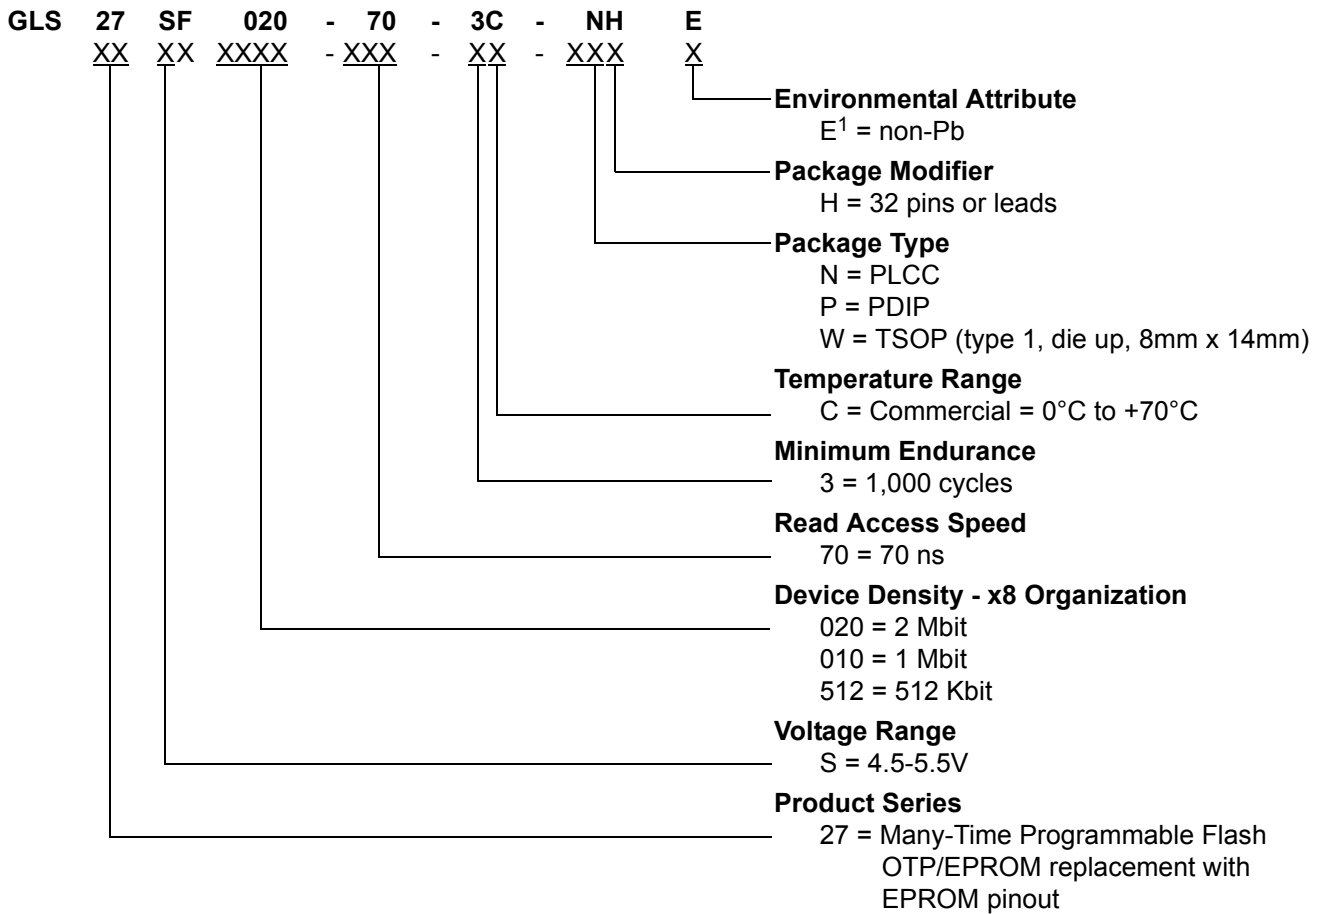 GLS 27 SF 020 - 70 - 3C - NH E
XX XX XXXX - XXX - XX - XXX X
Environmental Attribute
E1 = non-Pb
Package Modifier
H = 32 pins or leads
Package Type
N = PLCC
P = PDIP
W = TSOP (type 1, die up, 8mm x 14mm)
Temperature Range
C = Commercial = 0°C to +70°C
Minimum Endurance
3 = 1,000 cycles
Read Access Speed
70 = 70 ns
Device Density - x8 Organization
020 = 2 Mbit
010 = 1 Mbit
512 = 512 Kbit
Voltage Range
S = 4.5-5.5V
Product Series
27 = Many-Time Programmable Flash
OTP/EPROM replacement with
EPROM pinout